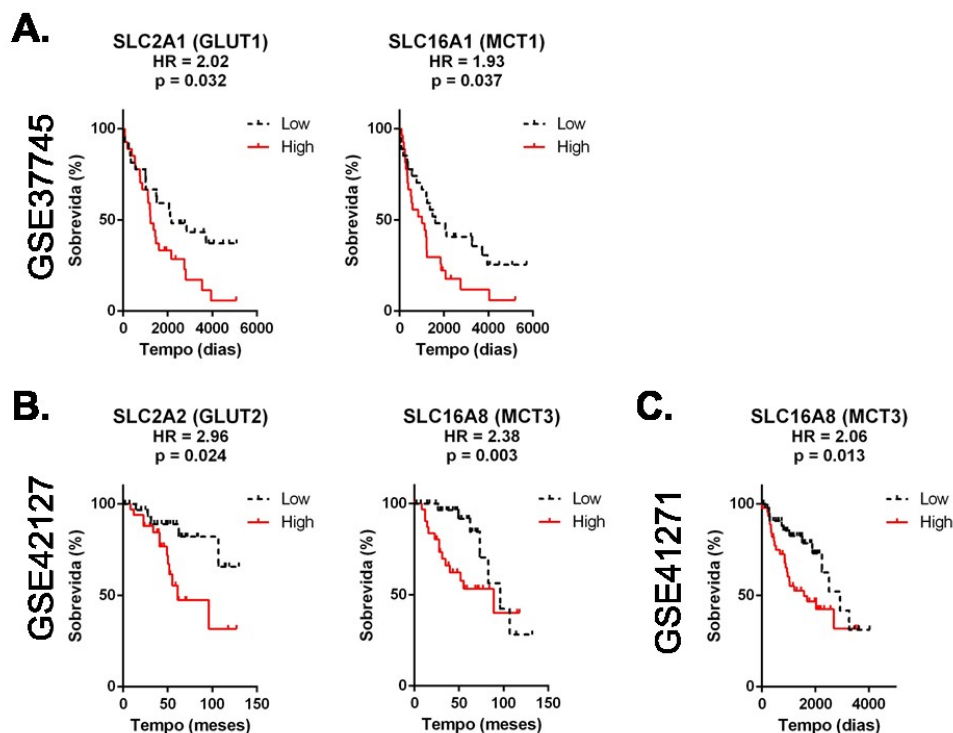 A.
SLC2A1 (GLUT1)
HR = 2.02
p = 0.032
GSE37745
Sobrevida (%)
100
50
0
Low
High
0 2000 4000 6000
Tempo (dias)
SLC16A1 (MCT1)
HR = 1.93
p = 0.037
Sobrevida (%)
100
50
0
Low
High
0 2000 4000 6000
Tempo (dias)
B.
SLC2A2 (GLUT2)
HR = 2.96
p = 0.024
GSE42127
Sobrevida (%)
100
50
0
Low
High
0 50 100 150
Tempo (meses)
SLC16A8 (MCT3)
HR = 2.38
p = 0.003
Sobrevida (%)
100
50
0
Low
High
0 50 100 150
Tempo (meses)
C.
SLC16A8 (MCT3)
HR = 2.06
p = 0.013
GSE41271
Sobrevida (%)
100
50
0
Low
High
0 2000 4000
Tempo (dias)